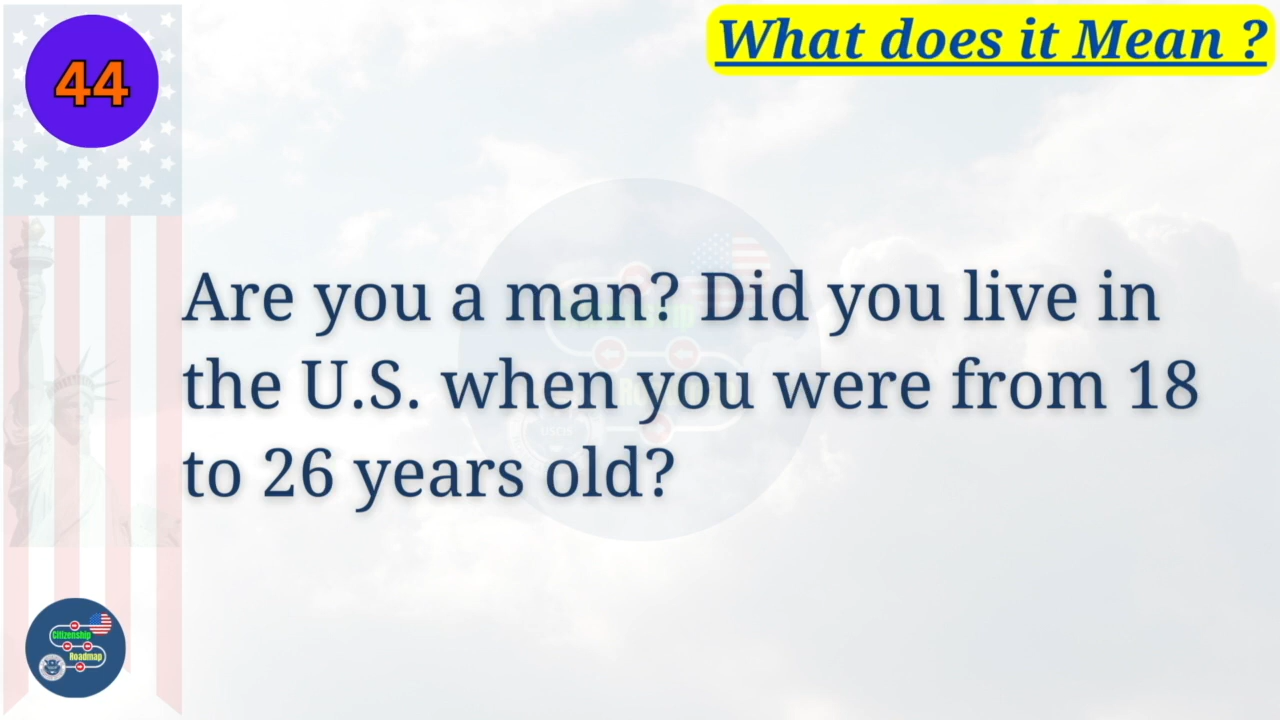 44
What does it Mean ?
Are you a man? Did you live in
the U.S. when you were from 18
to 26 years old?
Citizenship
Roadmap